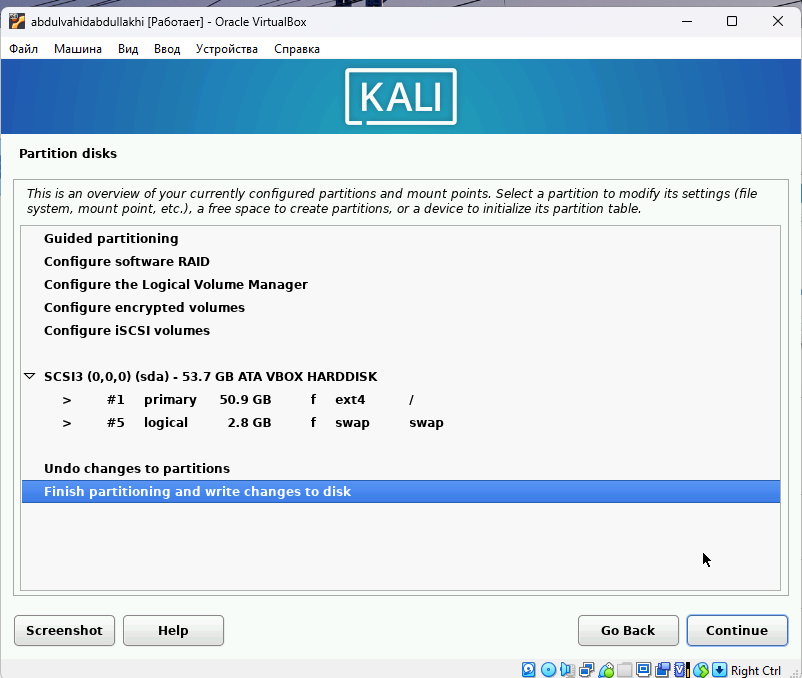 abdulvahidabdullakhi [Работает] - Oracle VirtualBox
Файл Машина Вид Ввод Устройства Справка
KALI
Partition disks
This is an overview of your currently configured partitions and mount points. Select a partition to modify its settings (file
system, mount point, etc.), a free space to create partitions, or a device to initialize its partition table.
Guided partitioning
Configure software RAID
Configure the Logical Volume Manager
Configure encrypted volumes
Configure iSCSI volumes
SCSI3 (0,0,0) (sda) - 53.7 GB ATA VBOX HARDDISK
> #1 primary 50.9 GB f ext4 /
> #5 logical 2.8 GB f swap swap
Undo changes to partitions
Finish partitioning and write changes to disk
Screenshot Help Go Back Continue
Right Ctrl